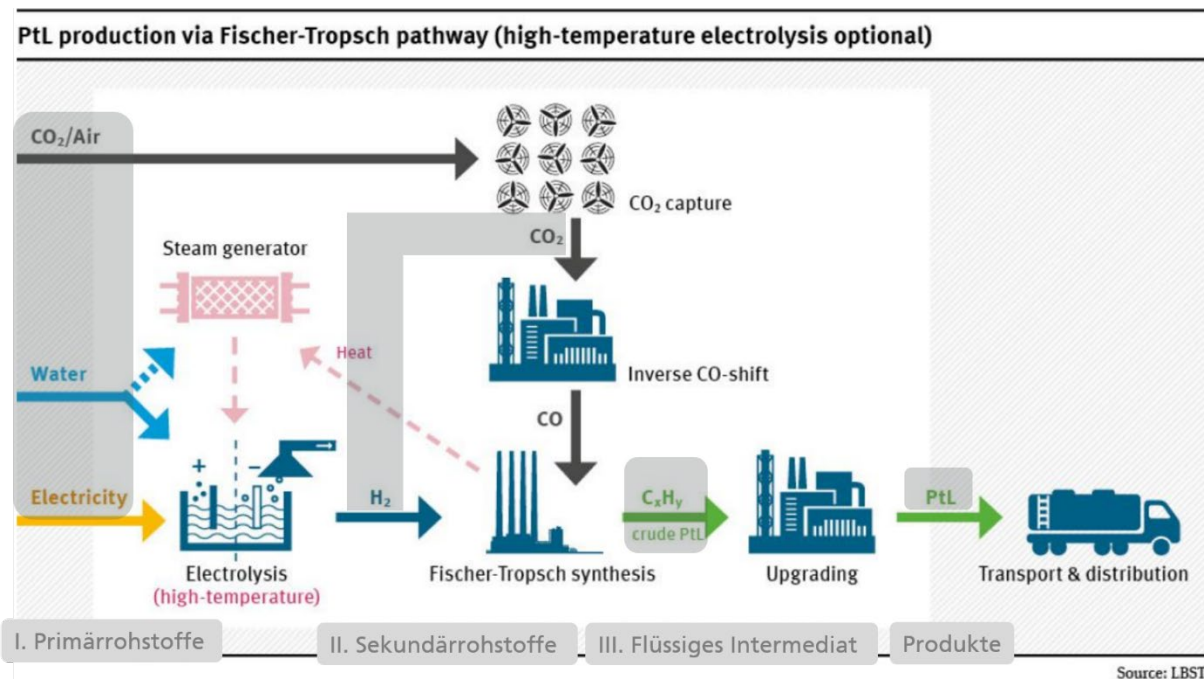 PtL production via Fischer-Tropsch pathway (high-temperature electrolysis optional)
CO₂/Air
CO₂ capture
CO₂
Steam generator
Heat
Water
Inverse CO-shift
CO
+ −
Electricity
H₂
CₓHᵧ
crude PtL
PtL
Electrolysis
(high-temperature)
Fischer-Tropsch synthesis
Upgrading
Transport & distribution
I. Primärrohstoffe
II. Sekundärrohstoffe
III. Flüssiges Intermediat
Produkte
Source: LBST